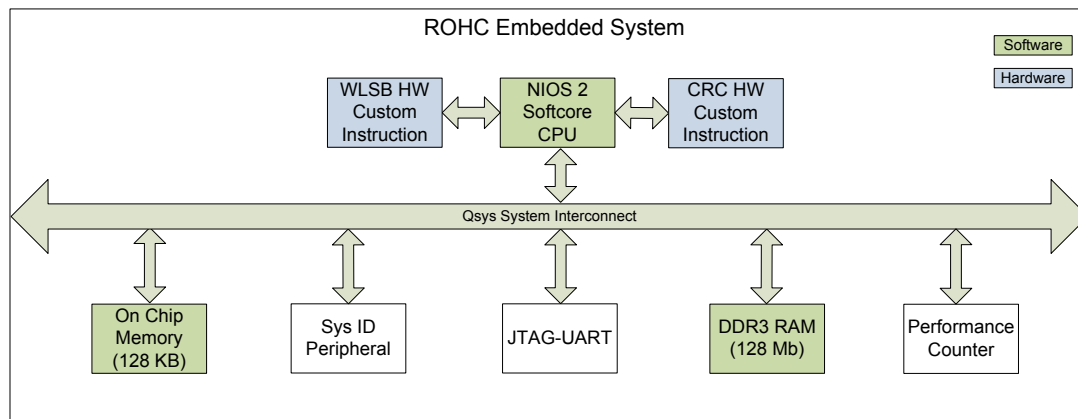 ROHC Embedded System
Software
Hardware
WLSB HW
Custom
Instruction
NIOS 2
Softcore
CPU
CRC HW
Custom
Instruction
Qsys System Interconnect
On Chip
Memory
(128 KB)
Sys ID
Peripheral
JTAG-UART
DDR3 RAM
(128 Mb)
Performance
Counter